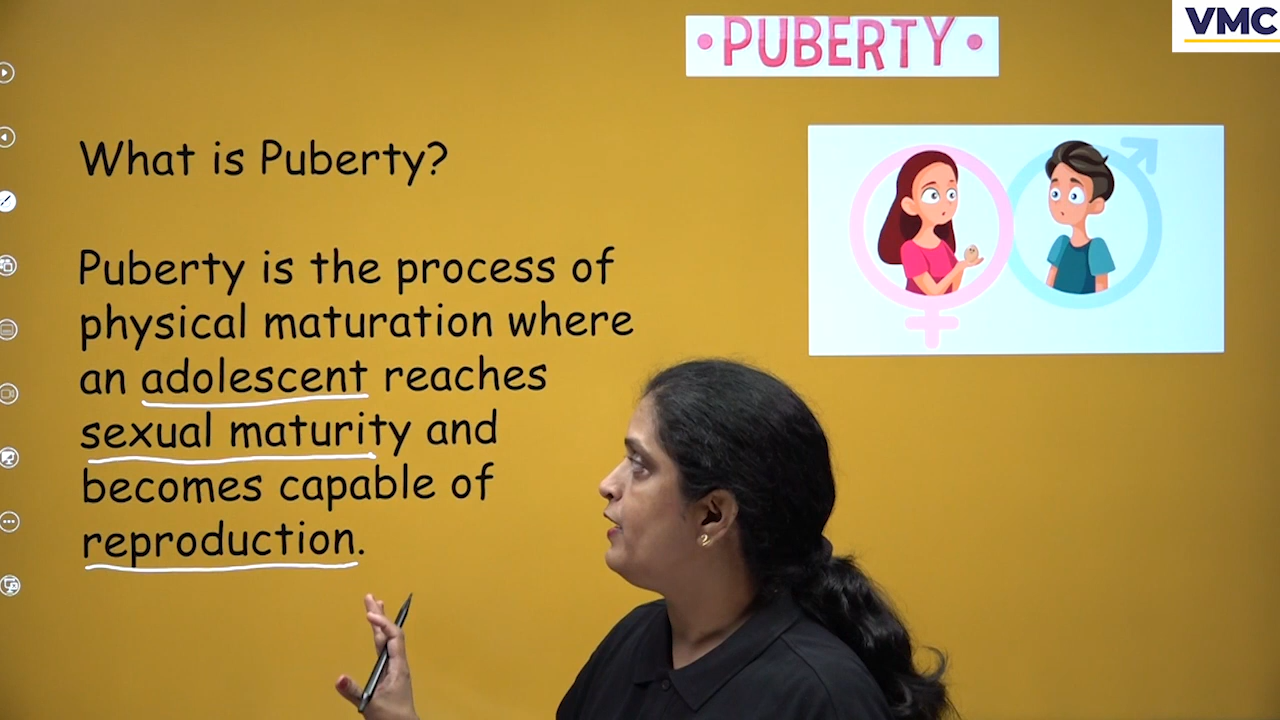 VMC
PUBERTY
What is Puberty?
Puberty is the process of
physical maturation where
an adolescent reaches
sexual maturity and
becomes capable of
reproduction.